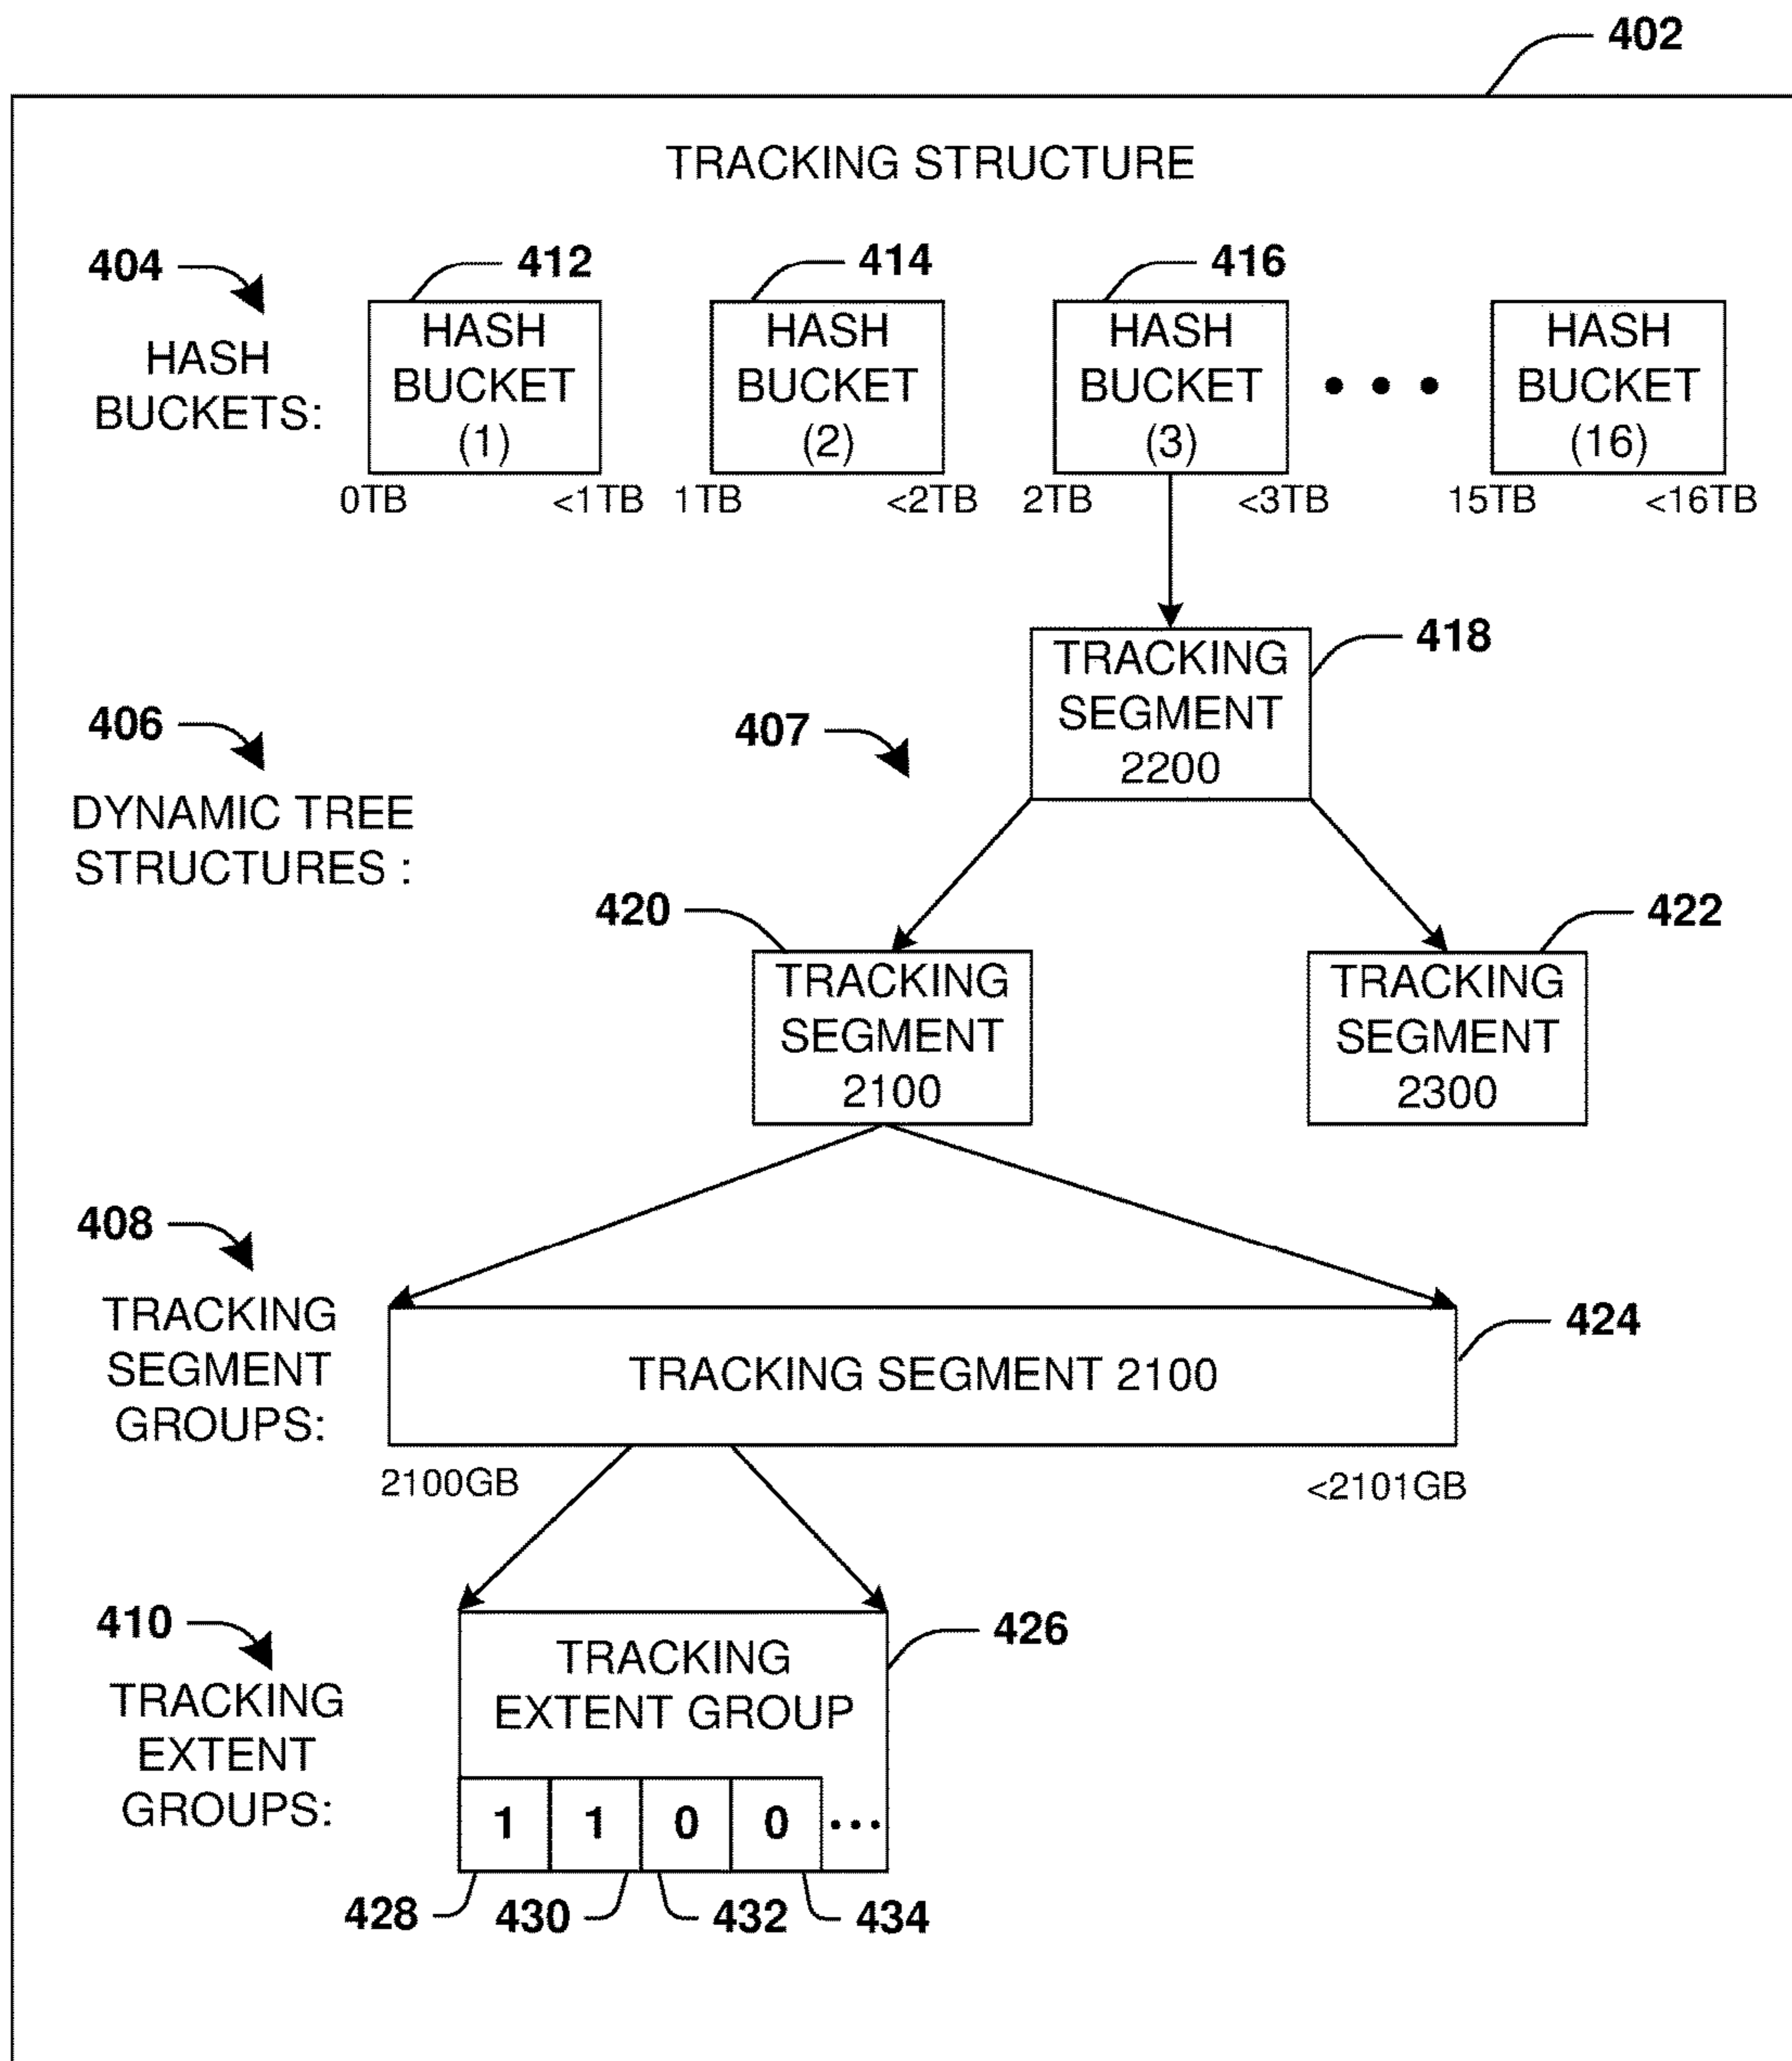 402
TRACKING STRUCTURE
404
412
414
416
HASH BUCKETS:
HASH BUCKET (1)
HASH BUCKET (2)
HASH BUCKET (3)
• • •
HASH BUCKET (16)
0TB
<1TB
1TB
<2TB
2TB
<3TB
15TB
<16TB
418
TRACKING SEGMENT 2200
406
407
DYNAMIC TREE STRUCTURES :
420
422
TRACKING SEGMENT 2100
TRACKING SEGMENT 2300
408
TRACKING SEGMENT GROUPS:
424
TRACKING SEGMENT 2100
2100GB
<2101GB
410
426
TRACKING EXTENT GROUPS:
TRACKING EXTENT GROUP
1 1 0 0 ...
428
430
432
434